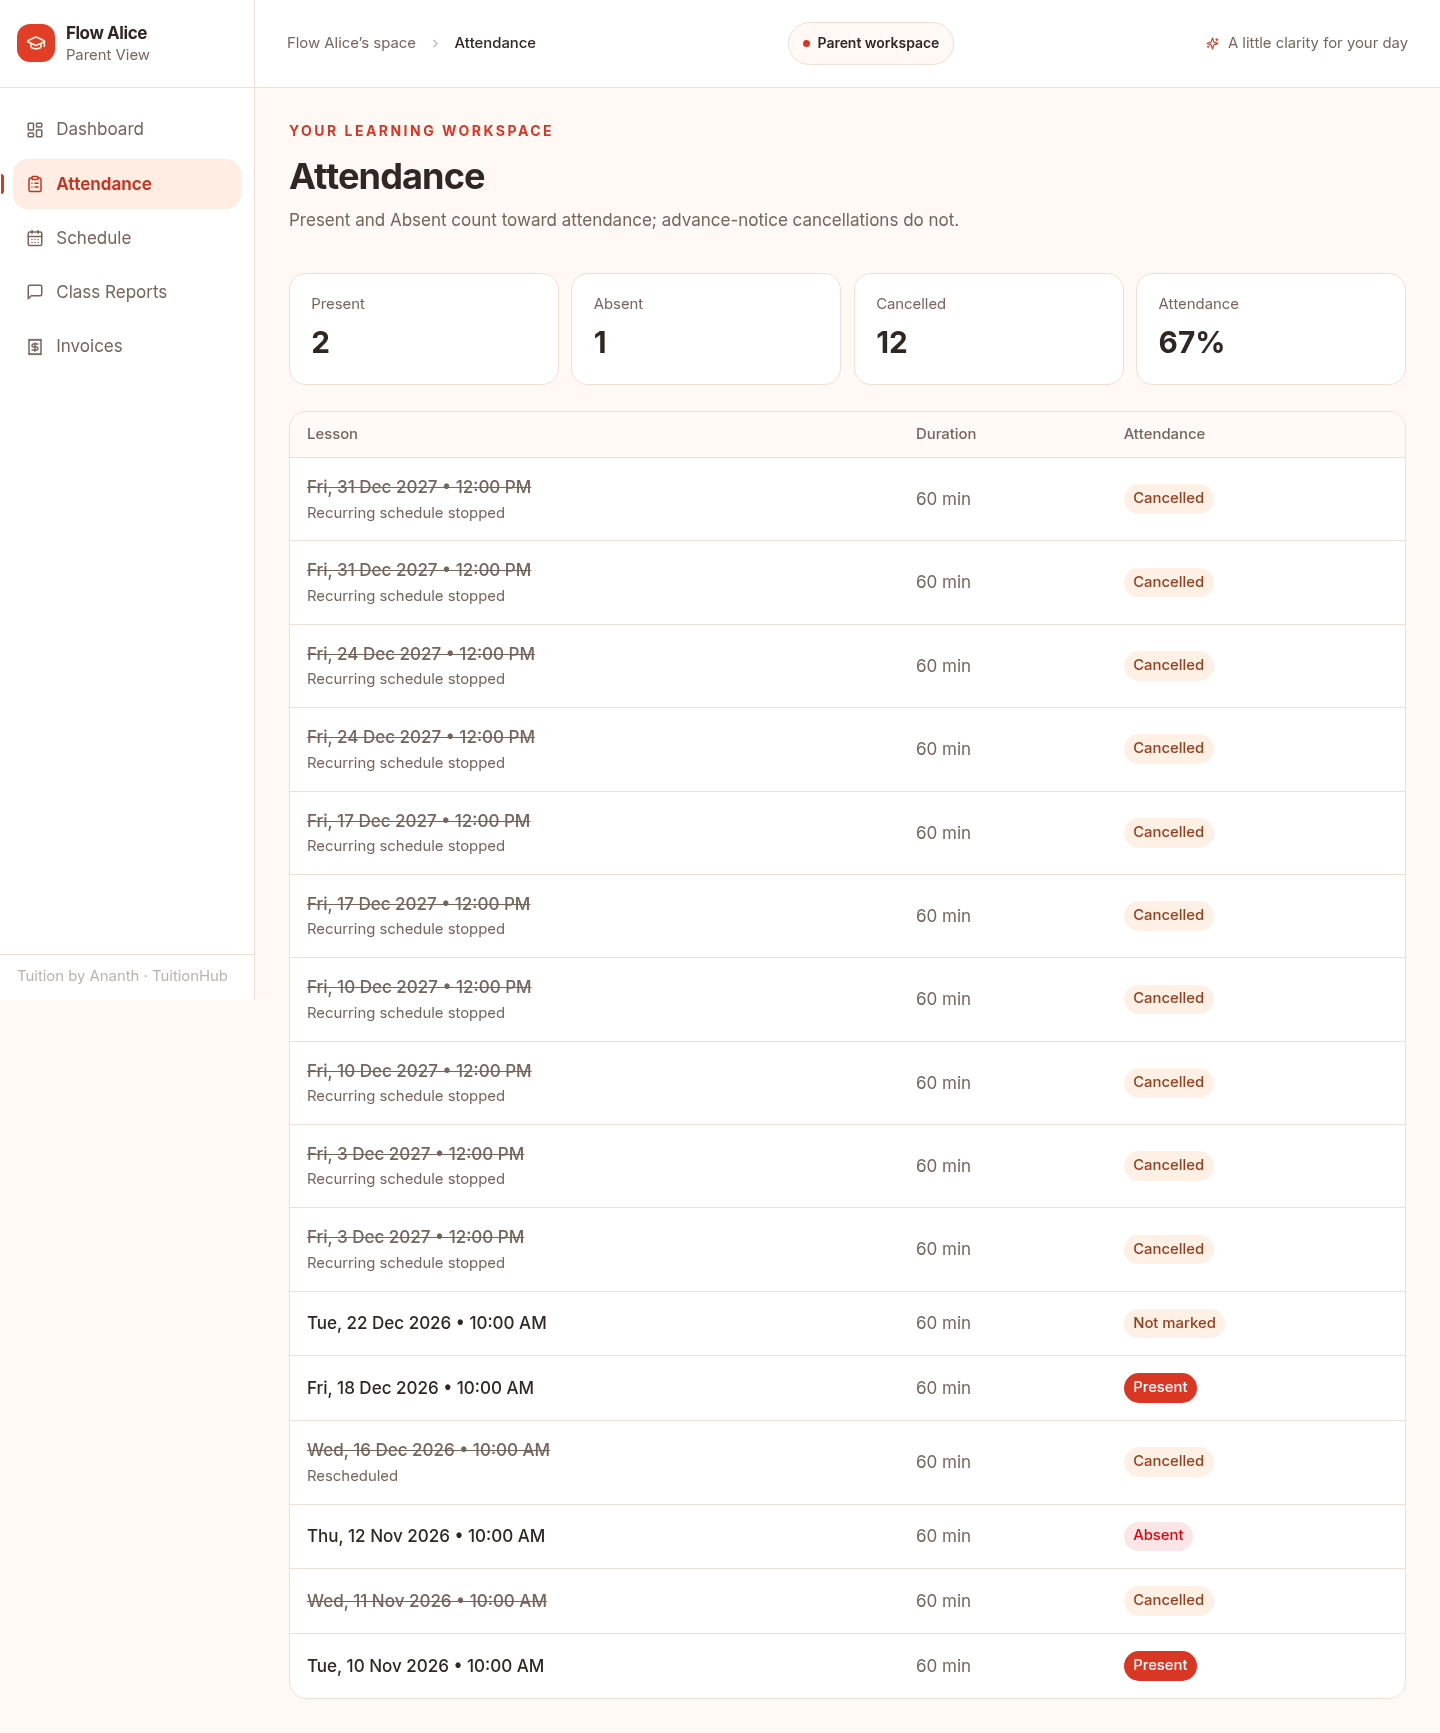 Flow Alice
Parent View
Flow Alice's space > Attendance
Parent workspace
A little clarity for your day
Dashboard
Attendance
Schedule
Class Reports
Invoices
Tuition by Ananth · TuitionHub
YOUR LEARNING WORKSPACE
Attendance
Present and Absent count toward attendance; advance-notice cancellations do not.
Present
2
Absent
1
Cancelled
12
Attendance
67%
Lesson Duration Attendance
Fri, 31 Dec 2027 • 12:00 PM
Recurring schedule stopped
60 min Cancelled
Fri, 31 Dec 2027 • 12:00 PM
Recurring schedule stopped
60 min Cancelled
Fri, 24 Dec 2027 • 12:00 PM
Recurring schedule stopped
60 min Cancelled
Fri, 24 Dec 2027 • 12:00 PM
Recurring schedule stopped
60 min Cancelled
Fri, 17 Dec 2027 • 12:00 PM
Recurring schedule stopped
60 min Cancelled
Fri, 17 Dec 2027 • 12:00 PM
Recurring schedule stopped
60 min Cancelled
Fri, 10 Dec 2027 • 12:00 PM
Recurring schedule stopped
60 min Cancelled
Fri, 10 Dec 2027 • 12:00 PM
Recurring schedule stopped
60 min Cancelled
Fri, 3 Dec 2027 • 12:00 PM
Recurring schedule stopped
60 min Cancelled
Fri, 3 Dec 2027 • 12:00 PM
Recurring schedule stopped
60 min Cancelled
Tue, 22 Dec 2026 • 10:00 AM 60 min Not marked
Fri, 18 Dec 2026 • 10:00 AM 60 min Present
Wed, 16 Dec 2026 • 10:00 AM
Rescheduled
60 min Cancelled
Thu, 12 Nov 2026 • 10:00 AM 60 min Absent
Wed, 11 Nov 2026 • 10:00 AM 60 min Cancelled
Tue, 10 Nov 2026 • 10:00 AM 60 min Present